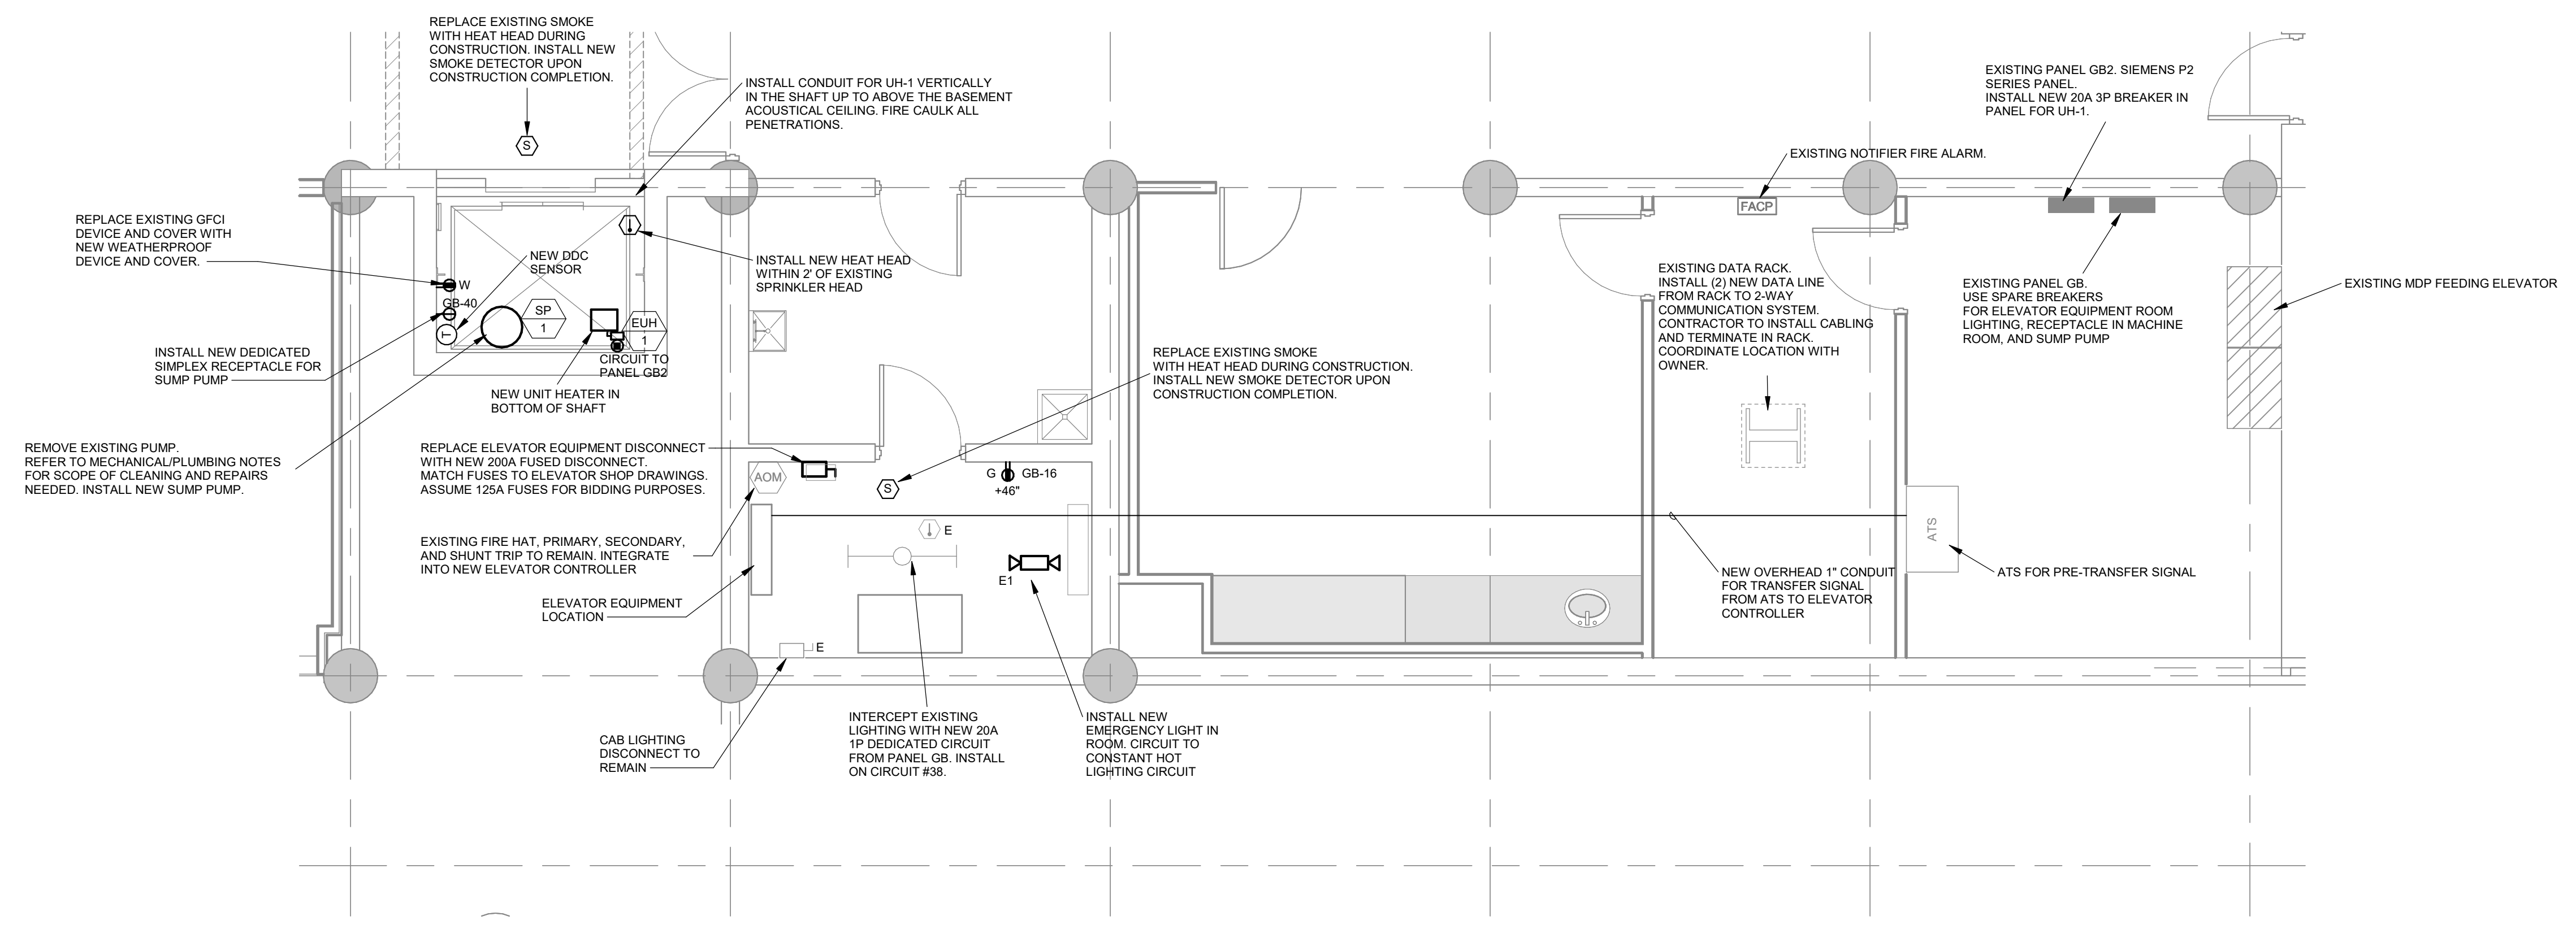 REPLACE EXISTING SMOKE
WITH HEAT HEAD DURING
CONSTRUCTION. INSTALL NEW
SMOKE DETECTOR UPON
CONSTRUCTION COMPLETION.
S
INSTALL CONDUIT FOR UH-1 VERTICALLY
IN THE SHAFT UP TO ABOVE THE BASEMENT
ACOUSTICAL CEILING. FIRE CAULK ALL
PENETRATIONS.
EXISTING PANEL GB2. SIEMENS P2
SERIES PANEL.
INSTALL NEW 20A 3P BREAKER IN
PANEL FOR UH-1.
EXISTING NOTIFIER FIRE ALARM.
FACP
REPLACE EXISTING GFCI
DEVICE AND COVER WITH
NEW WEATHERPROOF
DEVICE AND COVER.
NEW DDC
SENSOR
W
GB-40
T
SP
1
EUH
1
CIRCUIT TO
PANEL GB2
INSTALL NEW HEAT HEAD
WITHIN 2' OF EXISTING
SPRINKLER HEAD
INSTALL NEW DEDICATED
SIMPLEX RECEPTACLE FOR
SUMP PUMP
NEW UNIT HEATER IN
BOTTOM OF SHAFT
EXISTING DATA RACK.
INSTALL (2) NEW DATA LINE
FROM RACK TO 2-WAY
COMMUNICATION SYSTEM.
CONTRACTOR TO INSTALL CABLING
AND TERMINATE IN RACK.
COORDINATE LOCATION WITH
OWNER.
EXISTING PANEL GB.
USE SPARE BREAKERS
FOR ELEVATOR EQUIPMENT ROOM
LIGHTING, RECEPTACLE IN MACHINE
ROOM, AND SUMP PUMP
EXISTING MDP FEEDING ELEVATOR
REPLACE EXISTING SMOKE
WITH HEAT HEAD DURING CONSTRUCTION.
INSTALL NEW SMOKE DETECTOR UPON
CONSTRUCTION COMPLETION.
REMOVE EXISTING PUMP.
REFER TO MECHANICAL/PLUMBING NOTES
FOR SCOPE OF CLEANING AND REPAIRS
NEEDED. INSTALL NEW SUMP PUMP.
REPLACE ELEVATOR EQUIPMENT DISCONNECT
WITH NEW 200A FUSED DISCONNECT.
MATCH FUSES TO ELEVATOR SHOP DRAWINGS.
ASSUME 125A FUSES FOR BIDDING PURPOSES.
AOM
S
G GB-16
+46"
E
EXISTING FIRE HAT, PRIMARY, SECONDARY,
AND SHUNT TRIP TO REMAIN. INTEGRATE
INTO NEW ELEVATOR CONTROLLER
E1
ELEVATOR EQUIPMENT
LOCATION
E
ATS
NEW OVERHEAD 1" CONDUIT
FOR TRANSFER SIGNAL
FROM ATS TO ELEVATOR
CONTROLLER
ATS FOR PRE-TRANSFER SIGNAL
CAB LIGHTING
DISCONNECT TO
REMAIN
INTERCEPT EXISTING
LIGHTING WITH NEW 20A
1P DEDICATED CIRCUIT
FROM PANEL GB. INSTALL
ON CIRCUIT #38.
INSTALL NEW
EMERGENCY LIGHT IN
ROOM. CIRCUIT TO
CONSTANT HOT
LIGHTING CIRCUIT